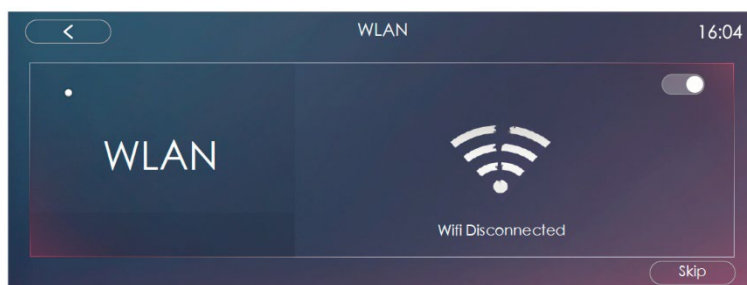 WLAN
16:04
WLAN
Wifi Disconnected
Skip